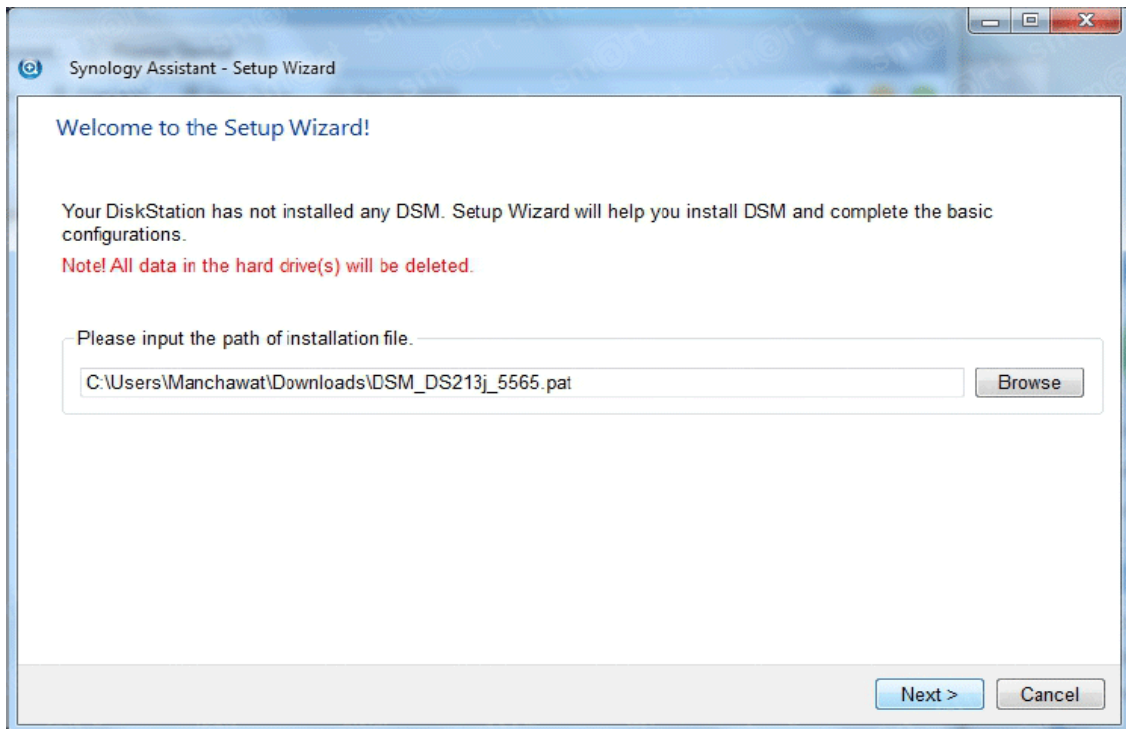 Synology Assistant - Setup Wizard
Welcome to the Setup Wizard!
Your DiskStation has not installed any DSM. Setup Wizard will help you install DSM and complete the basic
configurations.
Note! All data in the hard drive(s) will be deleted.
Please input the path of installation file.
C:\Users\Manchawat\Downloads\DSM_DS213j_5565.pat
Browse
Next >
Cancel